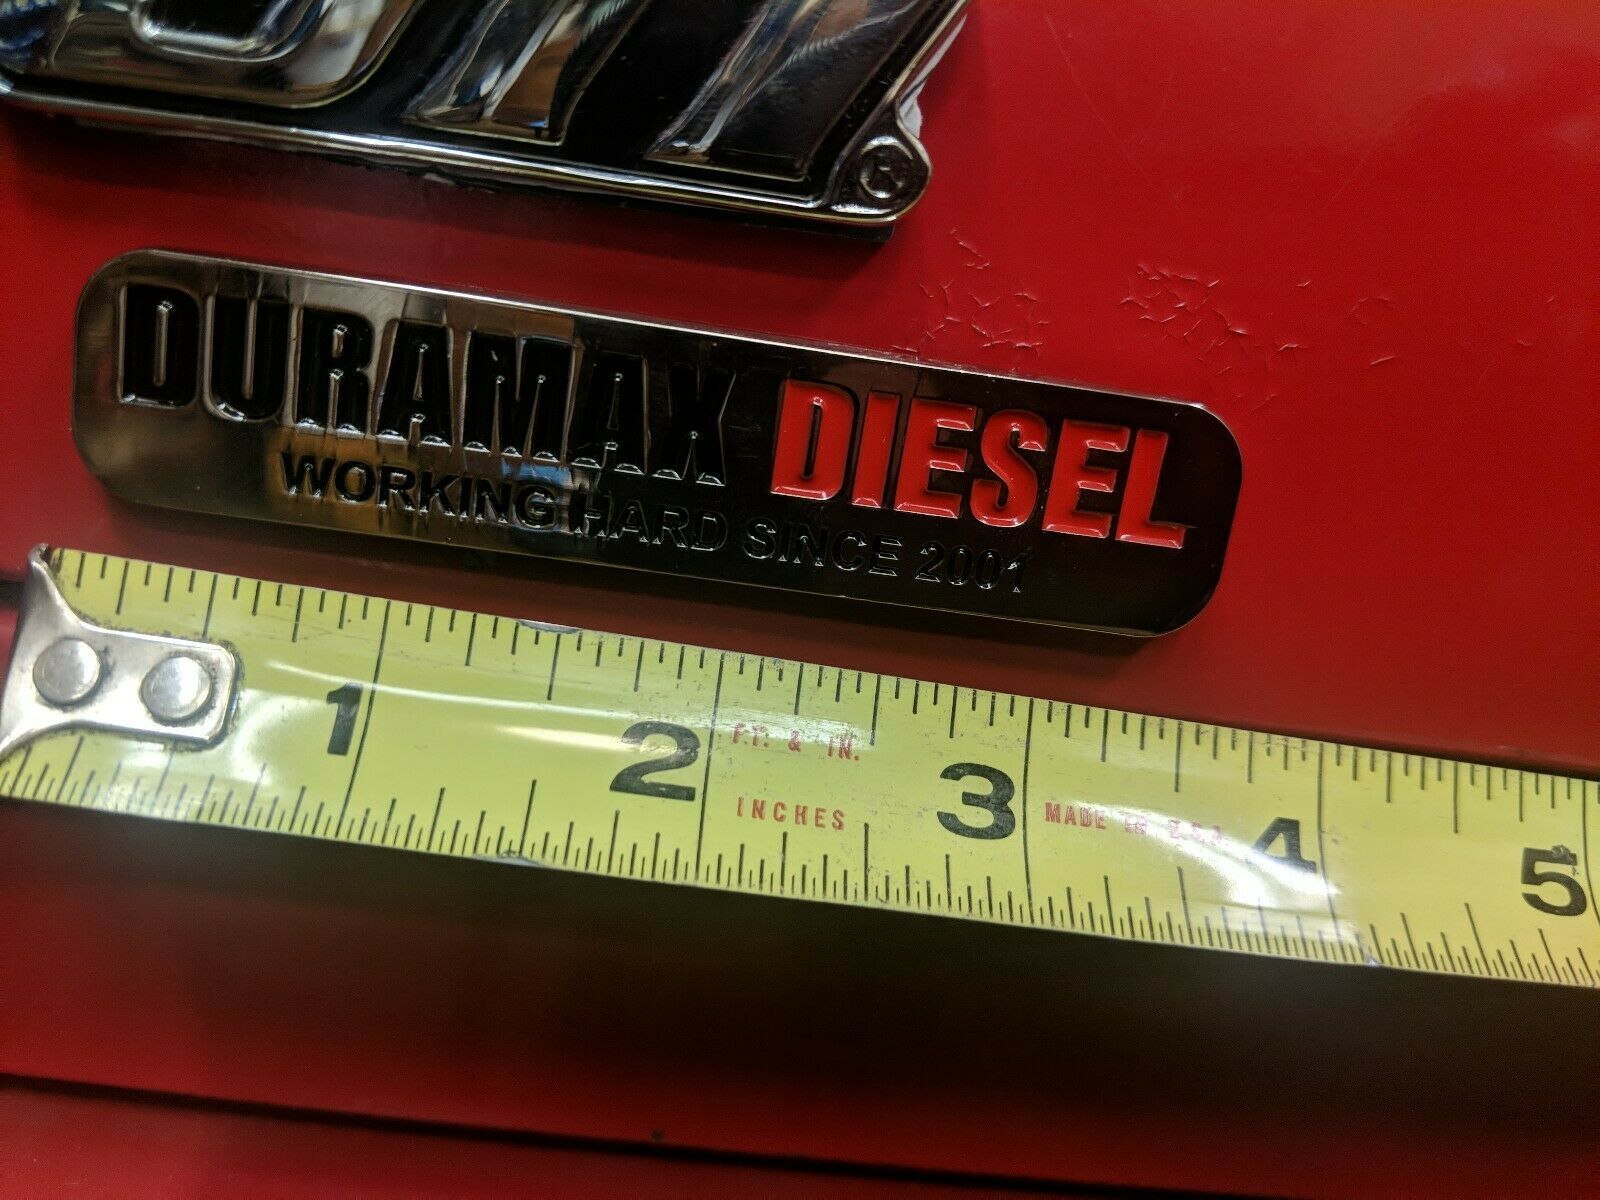 ®
DURAMAX DIESEL
WORKING HARD SINCE 2001
1 2 3 4 5
FT. & IN.
INCHES
MADE IN U.S.A.